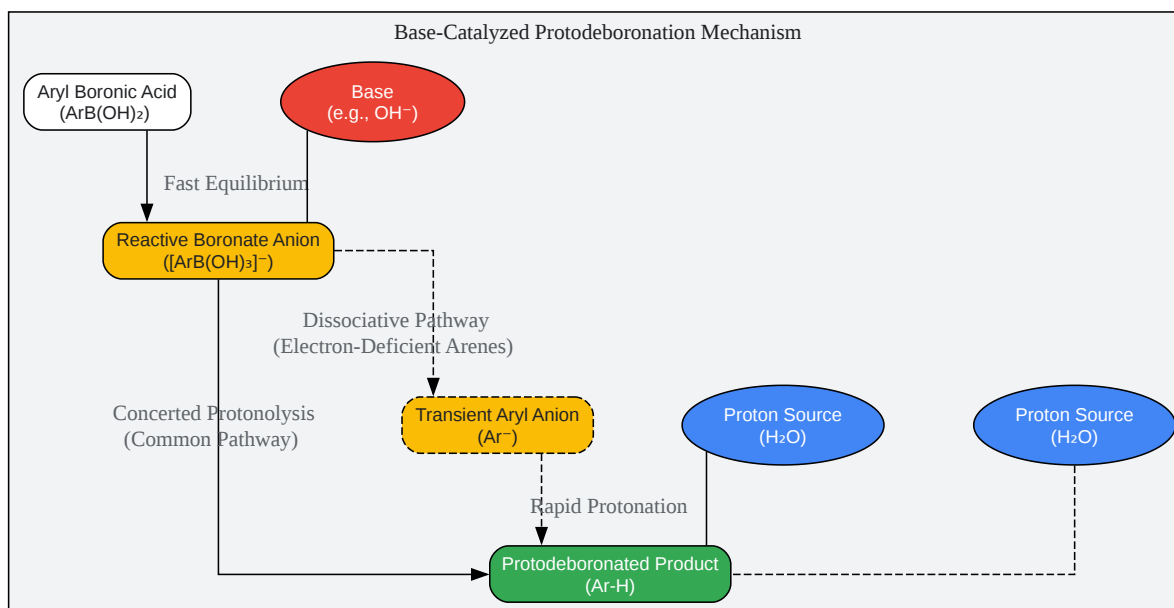 Base-Catalyzed Protodeboronation Mechanism
Aryl Boronic Acid
(ArB(OH)₂)
Base
(e.g., OH⁻)
Fast Equilibrium
Reactive Boronate Anion
([ArB(OH)₃]⁻)
Dissociative Pathway
(Electron-Deficient Arenes)
Concerted Protonolysis
(Common Pathway)
Transient Aryl Anion
(Ar⁻)
Proton Source
(H₂O)
Proton Source
(H₂O)
Rapid Protonation
Protodeboronated Product
(Ar-H)